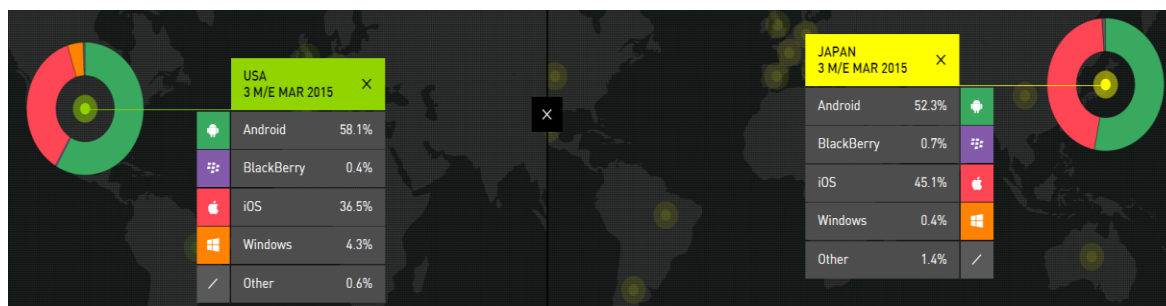 USA
3 M/E MAR 2015
Android 58.1%
BlackBerry 0.4%
iOS 36.5%
Windows 4.3%
Other 0.6%
JAPAN
3 M/E MAR 2015
Android 52.3%
BlackBerry 0.7%
iOS 45.1%
Windows 0.4%
Other 1.4%